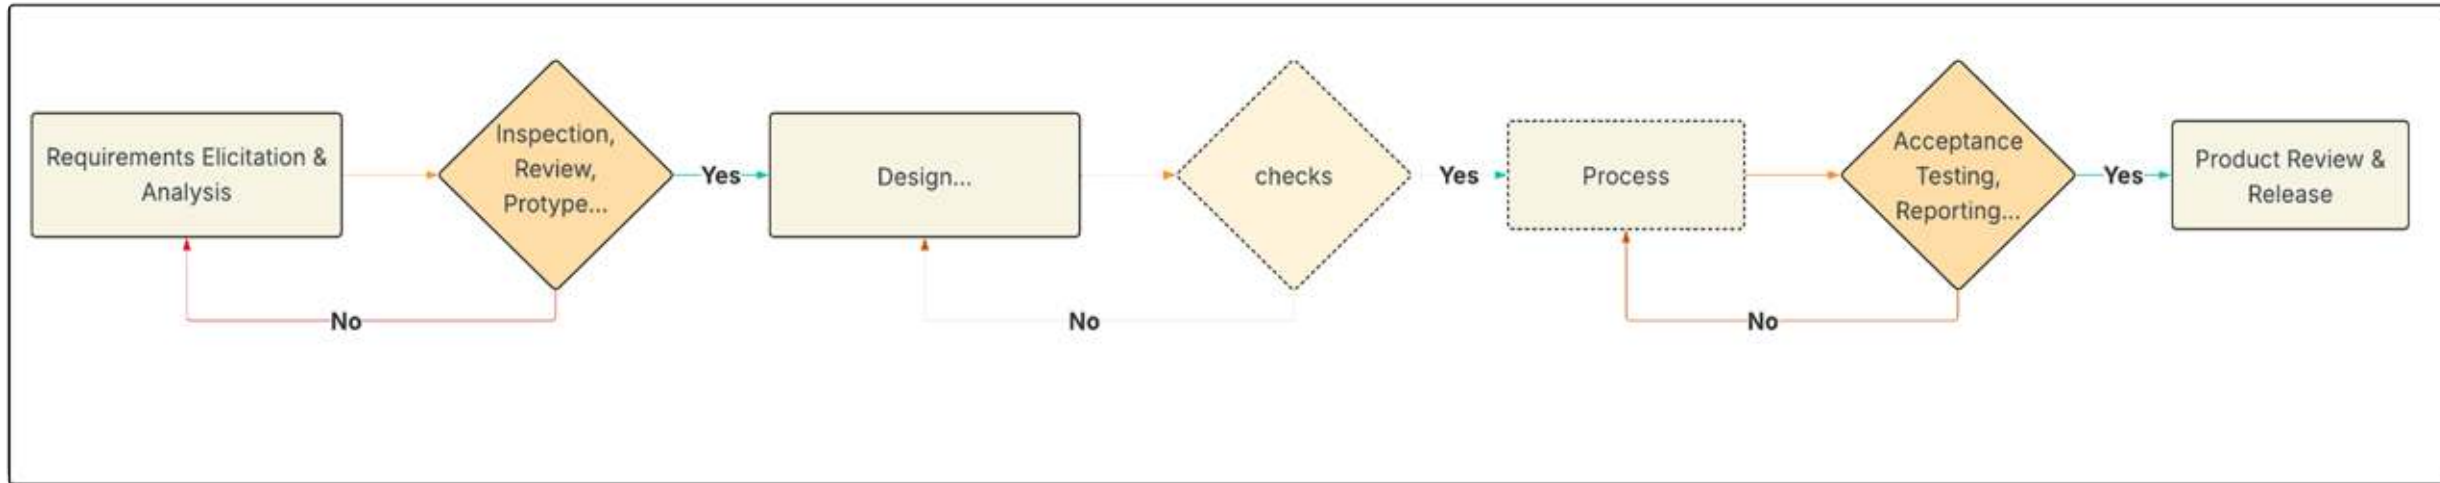 Requirements Elicitation &
Analysis
Inspection,
Review,
Protype...
Yes
Design...
checks
Yes
Process
Acceptance
Testing,
Reporting...
Yes
Product Review &
Release
No
No
No